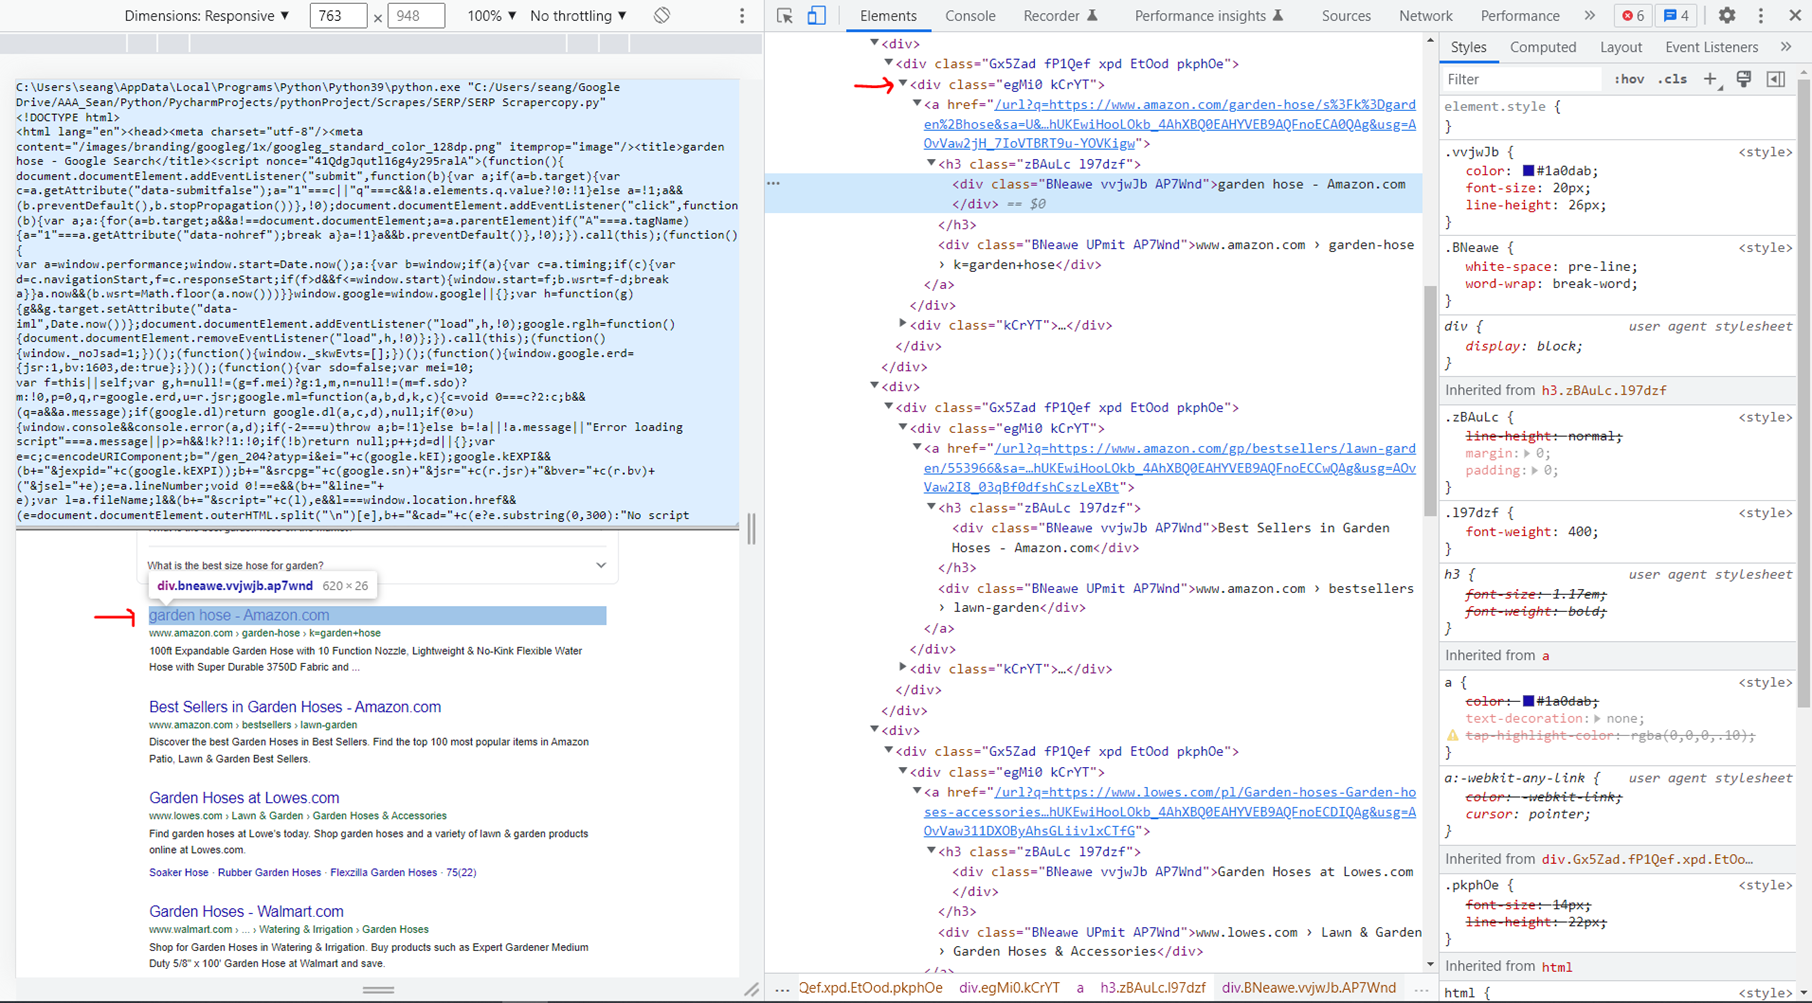 Dimensions: Responsive ▼ 763 × 948 100% ▼ No throttling ▼
C:\Users\seang\AppData\Local\Programs\Python\Python39\python.exe "C:/Users/seang/Google
Drive/AAA_Sean/Python/PycharmProjects/pythonProject/Scrapes/SERP/SERP Scrapercopy.py"
<!DOCTYPE html>
<html lang="en"><head><meta charset="utf-8"/><meta
content="/images/branding/googleg/1x/googleg_standard_color_128dp.png" itemprop="image"/><title>garden
hose - Google Search</title><script nonce="41QdgJqutl16g4y295ralA">(function(){
document.documentElement.addEventListener("submit",function(b){var a;if(a=b.target){var
c=a.getAttribute("data-submitfalse");a="1"===c||"q"===c&&!a.elements.q.value?!0:!1}else a=!1;a&&
(b.preventDefault(),b.stopPropagation())},!0);document.documentElement.addEventListener("click",function
(b){var a;a:{for(a=b.target;a&&a!==document.documentElement;a=a.parentElement)if("A"===a.tagName)
{a="1"===a.getAttribute("data-nohref");break a}a=!1}a&&b.preventDefault()},!0);}).call(this);(function()
{
var a=window.performance;window.start=Date.now();a:{var b=window;if(a){var c=a.timing;if(c){var
d=c.navigationStart,f=c.responseStart;if(f>d&&f<=window.start){window.start=f;b.wsrt=f-d;break
a}}a.now&&(b.wsrt=Math.floor(a.now()))}}window.google=window.google||{};var h=function(g)
{g&&g.target.setAttribute("data-
iml",Date.now())};document.documentElement.addEventListener("load",h,!0);google.rglh=function()
{document.documentElement.removeEventListener("load",h,!0)};}).call(this);(function()
{window._noJsad=1;})();(function(){window._skwEvts=[];})();(function(){window.google.erd=
{jsr:1,bv:1603,de:true};})();(function(){var sdo=false;var mei=10;
var f=this||self;var g,h=null!=(g=f.mei)?g:1,m,n=null!=(m=f.sdo)?
m:!0,p=0,q,r=google.erd,u=r.jsr;google.ml=function(a,b,d,k,c){c=void 0===c?2:c;b&&
(q=a&&a.message);if(google.dl)return google.dl(a,c,d),null;if(0>u)
{window.console&&console.error(a,d);if(-2===u)throw a;b=!1}else b=!a||!a.message||"Error loading
script"===a.message||p>=h&&!k?!1:!0;if(!b)return null;p++;d=d||{};var
e=c;c=encodeURIComponent;b="/gen_204?atyp=i&ei="+c(google.kEI);google.kEXPI&&
(b+="&jexpid="+c(google.kEXPI));b+="&srcpg="+c(google.sn)+"&jsr="+c(r.jsr)+"&bver="+c(r.bv)+
("&jsel="+e);e=a.lineNumber;void 0!==e&&(b+="&line="+
e);var l=a.fileName;l&&(b+="&script="+c(l),e&&l===window.location.href&&
(e=document.documentElement.outerHTML.split("\n")[e],b+="&cad="+c(e?e.substring(0,300):"No script
What is the best size hose for garden?
div.bneawe.vvjwjb.ap7wnd 620 × 26
garden hose - Amazon.com
www.amazon.com › garden-hose › k=garden+hose
100ft Expandable Garden Hose with 10 Function Nozzle, Lightweight & No-Kink Flexible Water
Hose with Super Durable 3750D Fabric and ...
Best Sellers in Garden Hoses - Amazon.com
www.amazon.com › bestsellers › lawn-garden
Discover the best Garden Hoses in Best Sellers. Find the top 100 most popular items in Amazon
Patio, Lawn & Garden Best Sellers.
Garden Hoses at Lowes.com
www.lowes.com › Lawn & Garden › Garden Hoses & Accessories
Find garden hoses at Lowe's today. Shop garden hoses and a variety of lawn & garden products
online at Lowes.com.
Soaker Hose · Rubber Garden Hoses · Flexzilla Garden Hoses · 75(22)
Garden Hoses - Walmart.com
www.walmart.com › ... › Watering & Irrigation › Garden Hoses
Shop for Garden Hoses in Watering & Irrigation. Buy products such as Expert Gardener Medium
Duty 5/8" x 100' Garden Hose at Walmart and save.
Elements Console Recorder Performance insights Sources Network Performance » 6 4
<div>
<div class="Gx5Zad fP1Qef xpd EtOod pkphOe">
<div class="egMi0 kCrYT">
<a href="/url?q=https://www.amazon.com/garden-hose/s%3Fk%3Dgard
en%2Bhose&sa=U&…hUKEwiHooLOkb_4AhXBQ0EAHYVEB9AQFnoECA0QAg&usg=A
OvVaw2jH_7IoVTBRT9u-YOVKigw">
<h3 class="zBAuLc l97dzf">
<div class="BNeawe vvjwJb AP7Wnd">garden hose - Amazon.com
</div> == $0
</h3>
<div class="BNeawe UPmit AP7Wnd">www.amazon.com › garden-hose
› k=garden+hose</div>
</a>
</div>
<div class="kCrYT">…</div>
</div>
</div>
<div>
<div class="Gx5Zad fP1Qef xpd EtOod pkphOe">
<div class="egMi0 kCrYT">
<a href="/url?q=https://www.amazon.com/gp/bestsellers/lawn-gard
en/553966&sa=…hUKEwiHooLOkb_4AhXBQ0EAHYVEB9AQFnoECCwQAg&usg=AOv
Vaw2I8_03qBf0dfshCszLeXBt">
<h3 class="zBAuLc l97dzf">
<div class="BNeawe vvjwJb AP7Wnd">Best Sellers in Garden
Hoses - Amazon.com</div>
</h3>
<div class="BNeawe UPmit AP7Wnd">www.amazon.com › bestsellers
› lawn-garden</div>
</a>
</div>
<div class="kCrYT">…</div>
</div>
</div>
<div>
<div class="Gx5Zad fP1Qef xpd EtOod pkphOe">
<div class="egMi0 kCrYT">
<a href="/url?q=https://www.lowes.com/pl/Garden-hoses-Garden-ho
ses-accessories…hUKEwiHooLOkb_4AhXBQ0EAHYVEB9AQFnoECDIQAg&usg=A
OvVaw311DXOByAhsGLiivlxCTfG">
<h3 class="zBAuLc l97dzf">
<div class="BNeawe vvjwJb AP7Wnd">Garden Hoses at Lowes.com
</div>
</h3>
<div class="BNeawe UPmit AP7Wnd">www.lowes.com › Lawn & Garden
› Garden Hoses & Accessories</div>
</a>
... Qef.xpd.EtOod.pkphOe div.egMi0.kCrYT a h3.zBAuLc.l97dzf div.BNeawe.vvjwJb.AP7Wnd ...
Styles Computed Layout Event Listeners »
Filter :hov .cls +
element.style {
}
.vvjwJb { <style>
color: #1a0dab;
font-size: 20px;
line-height: 26px;
}
.BNeawe { <style>
white-space: pre-line;
word-wrap: break-word;
}
div { user agent stylesheet
display: block;
}
Inherited from h3.zBAuLc.l97dzf
.zBAuLc { <style>
line-height: normal;
margin: 0;
padding: 0;
}
.l97dzf { <style>
font-weight: 400;
}
h3 { user agent stylesheet
font-size: 1.17em;
font-weight: bold;
}
Inherited from a
a { <style>
color: #1a0dab;
text-decoration: none;
tap-highlight-color: rgba(0,0,0,.10);
}
a:-webkit-any-link { user agent stylesheet
color: -webkit-link;
cursor: pointer;
}
Inherited from div.Gx5Zad.fP1Qef.xpd.EtOo…
.pkphOe { <style>
font-size: 14px;
line-height: 22px;
}
Inherited from html
html { <style>